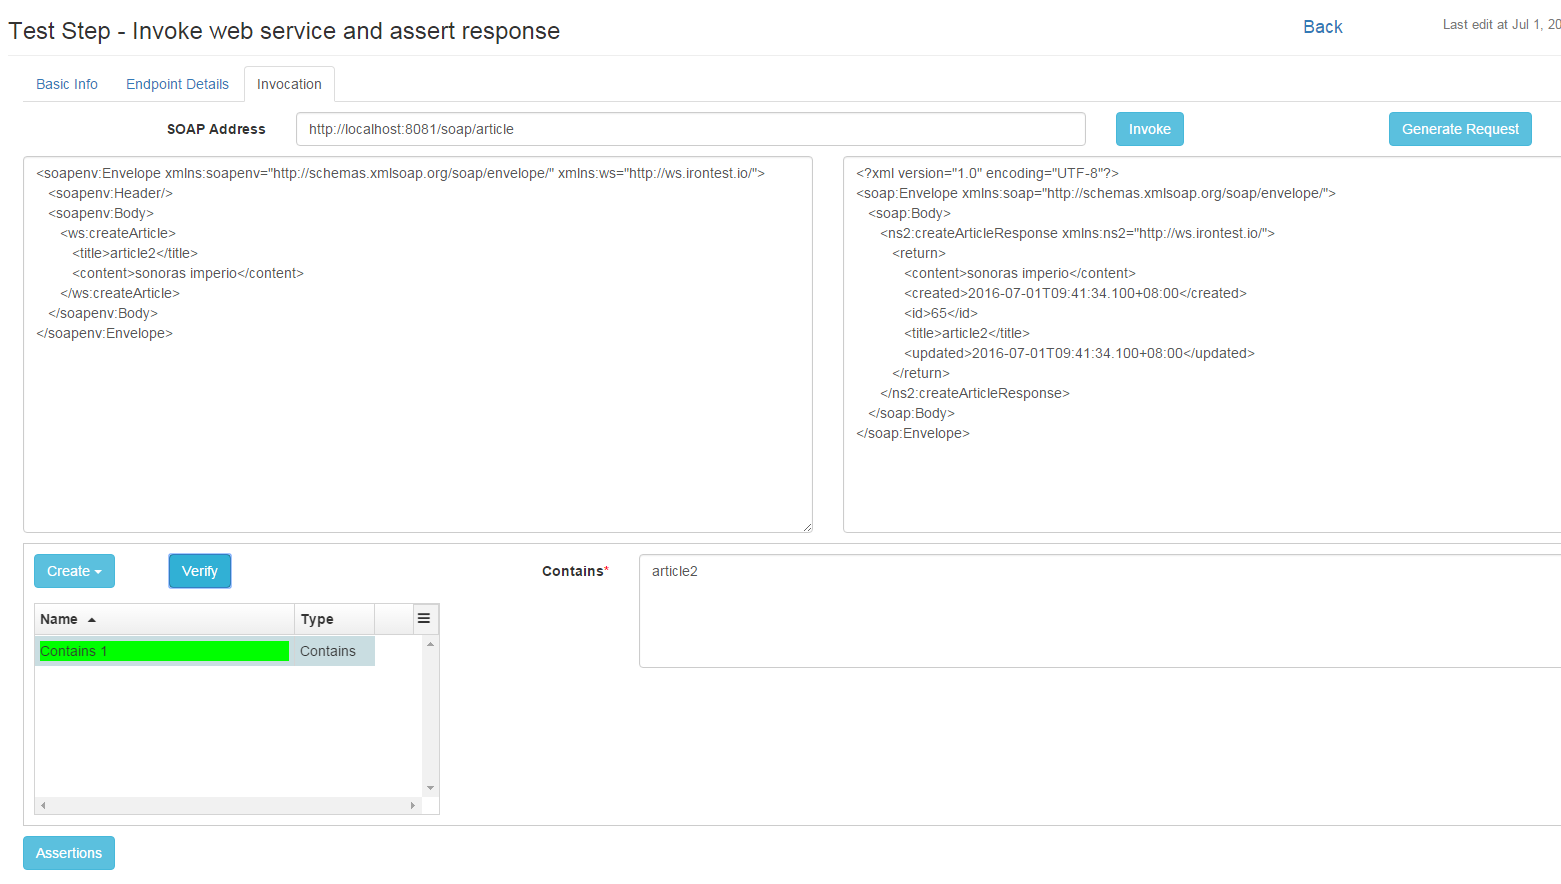 Test Step - Invoke web service and assert response
Back
Last edit at Jul 1, 20
Basic Info
Endpoint Details
Invocation
SOAP Address
http://localhost:8081/soap/article
Invoke
Generate Request
<soapenv:Envelope xmlns:soapenv="http://schemas.xmlsoap.org/soap/envelope/" xmlns:ws="http://ws.irontest.io/">
<soapenv:Header/>
<soapenv:Body>
<ws:createArticle>
<title>article2</title>
<content>sonoras imperio</content>
</ws:createArticle>
</soapenv:Body>
</soapenv:Envelope>
<?xml version="1.0" encoding="UTF-8"?>
<soap:Envelope xmlns:soap="http://schemas.xmlsoap.org/soap/envelope/">
<soap:Body>
<ns2:createArticleResponse xmlns:ns2="http://ws.irontest.io/">
<return>
<content>sonoras imperio</content>
<created>2016-07-01T09:41:34.100+08:00</created>
<id>65</id>
<title>article2</title>
<updated>2016-07-01T09:41:34.100+08:00</updated>
</return>
</ns2:createArticleResponse>
</soap:Body>
</soap:Envelope>
Create
Verify
Contains*
article2
Name
Type
Contains 1
Contains
Assertions